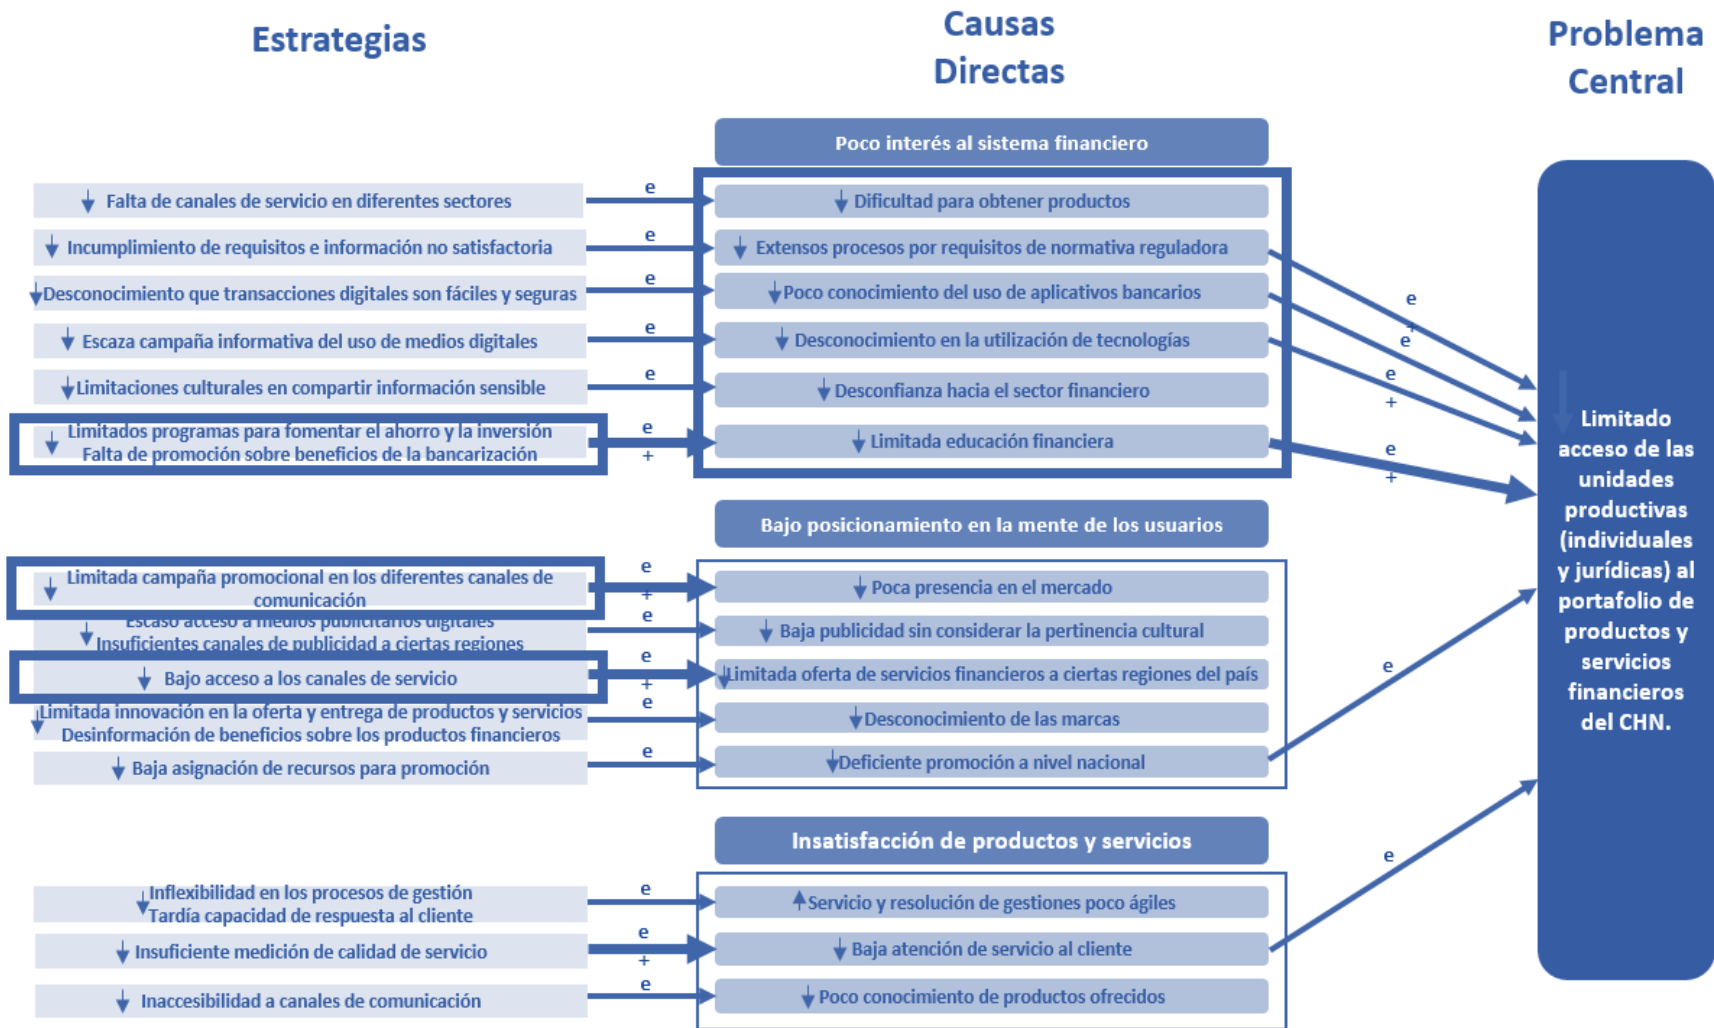 Estrategias
Causas
Directas
Problema
Central
Poco interés al sistema financiero
Falta de canales de servicio en diferentes sectores
e
Dificultad para obtener productos
Incumplimiento de requisitos e información no satisfactoria
e
Extensos procesos por requisitos de normativa reguladora
Desconocimiento que transacciones digitales son fáciles y seguras
e
Poco conocimiento del uso de aplicativos bancarios
Escaza campaña informativa del uso de medios digitales
e
Desconocimiento en la utilización de tecnologías
Limitaciones culturales en compartir información sensible
e
Desconfianza hacia el sector financiero
Limitados programas para fomentar el ahorro y la inversión
Falta de promoción sobre beneficios de la bancarización
e
+
Limitada educación financiera
e
+
e
e
+
e
+
Bajo posicionamiento en la mente de los usuarios
Limitada campaña promocional en los diferentes canales de
comunicación
e
+
Poca presencia en el mercado
Escaso acceso a medios publicitarios digitales
Insuficientes canales de publicidad a ciertas regiones
e
Baja publicidad sin considerar la pertinencia cultural
Bajo acceso a los canales de servicio
e
+
Limitada oferta de servicios financieros a ciertas regiones del país
Limitada innovación en la oferta y entrega de productos y servicios
Desinformación de beneficios sobre los productos financieros
e
Desconocimiento de las marcas
Baja asignación de recursos para promoción
e
Deficiente promoción a nivel nacional
e
Insatisfacción de productos y servicios
Inflexibilidad en los procesos de gestión
Tardía capacidad de respuesta al cliente
e
Servicio y resolución de gestiones poco ágiles
Insuficiente medición de calidad de servicio
e
+
Baja atención de servicio al cliente
Inaccesibilidad a canales de comunicación
e
Poco conocimiento de productos ofrecidos
e
Limitado
acceso de las
unidades
productivas
(individuales
y jurídicas) al
portafolio de
productos y
servicios
financieros
del CHN.